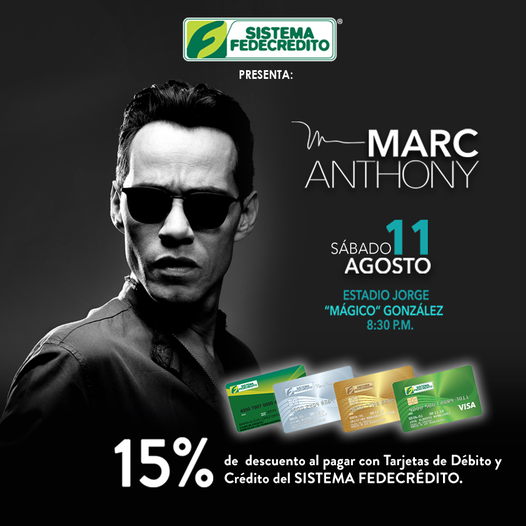 SISTEMA
FEDECRÉDITO®
PRESENTA:
MARC
ANTHONY
SÁBADO 11
AGOSTO
ESTADIO JORGE
“MÁGICO” GONZÁLEZ
8:30 P.M.
VISA
15% de descuento al pagar con Tarjetas de Débito y
Crédito del SISTEMA FEDECRÉDITO.